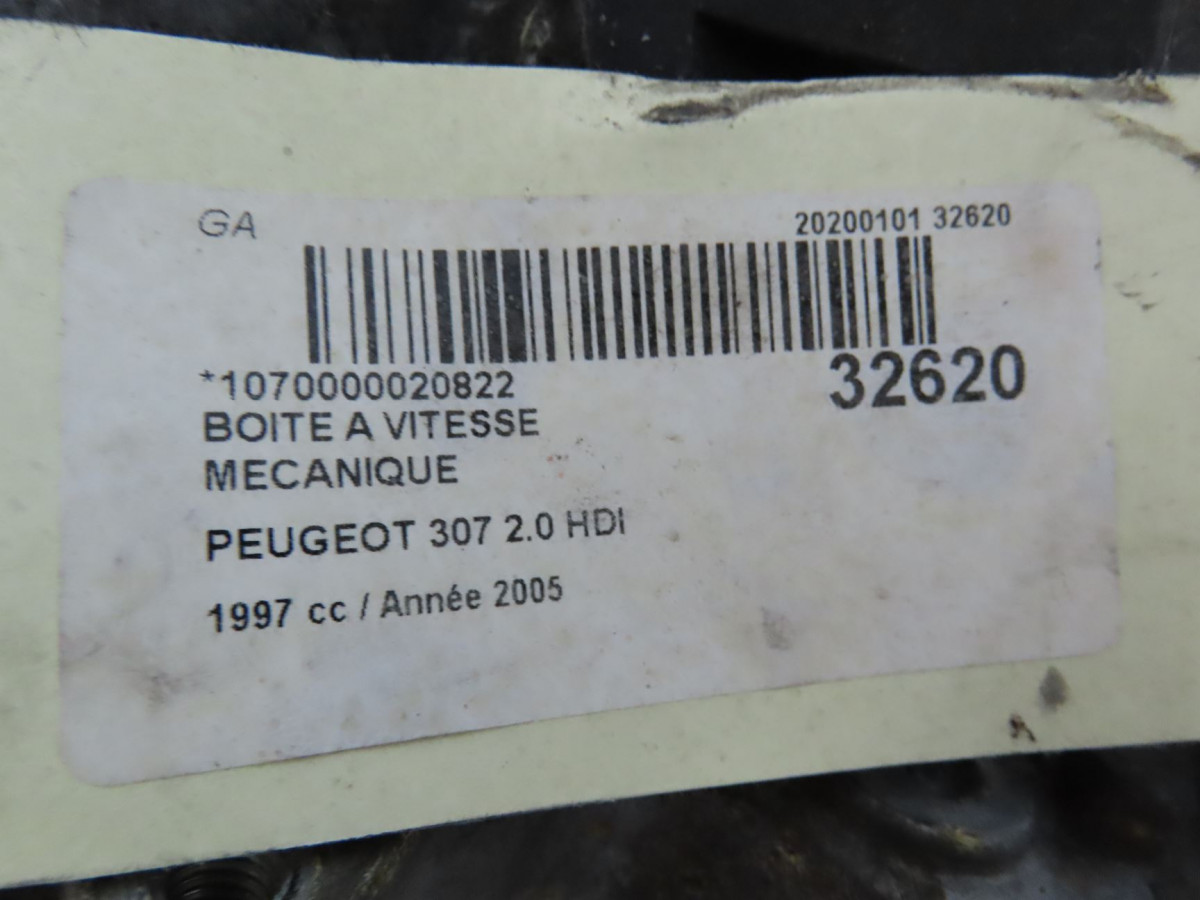 GA
20200101 32620
*1070000020822
32620
BOITE A VITESSE
MECANIQUE
PEUGEOT 307 2.0 HDI
1997 cc / Année 2005